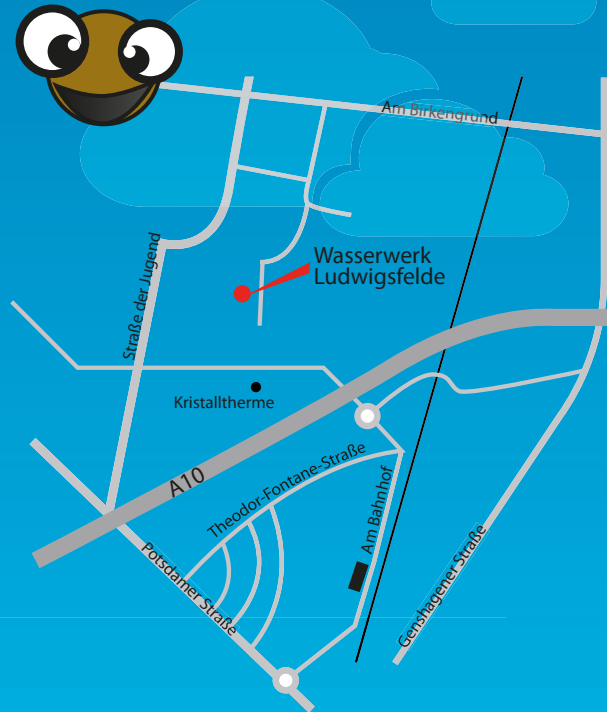 Am Birkengrund
Straße der Jugend
Wasserwerk
Ludwigsfelde
Kristalltherme
A10
Theodor-Fontane-Straße
Am Bahnhof
Potsdamer Straße
Genshagener Straße